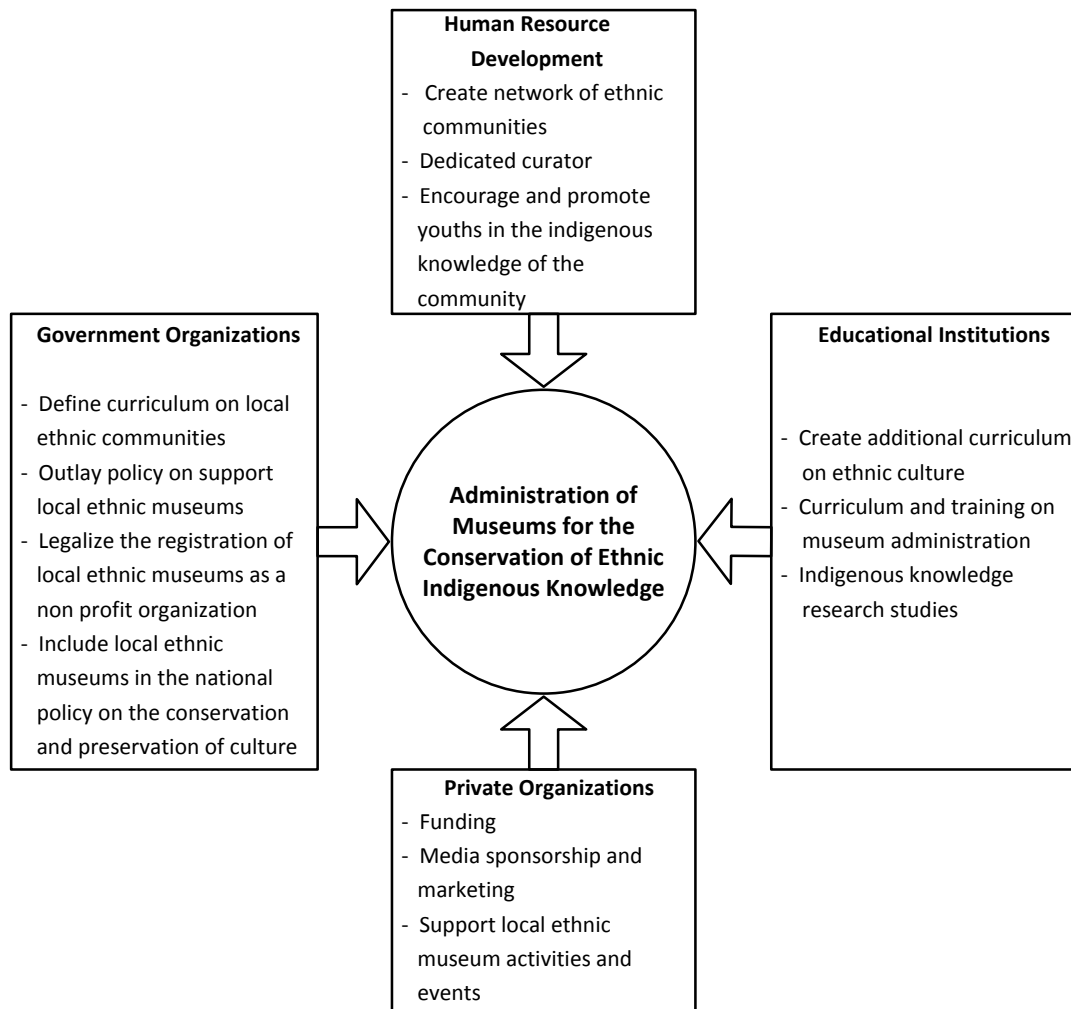 Human Resource
Development
- Create network of ethnic
communities
- Dedicated curator
- Encourage and promote
youths in the indigenous
knowledge of the
community
Government Organizations
- Define curriculum on local
ethnic communities
- Outlay policy on support
local ethnic museums
- Legalize the registration of
local ethnic museums as a
non profit organization
- Include local ethnic
museums in the national
policy on the conservation
and preservation of culture
Administration of
Museums for the
Conservation of Ethnic
Indigenous Knowledge
Educational Institutions
- Create additional curriculum
on ethnic culture
- Curriculum and training on
museum administration
- Indigenous knowledge
research studies
Private Organizations
- Funding
- Media sponsorship and
marketing
- Support local ethnic
museum activities and
events